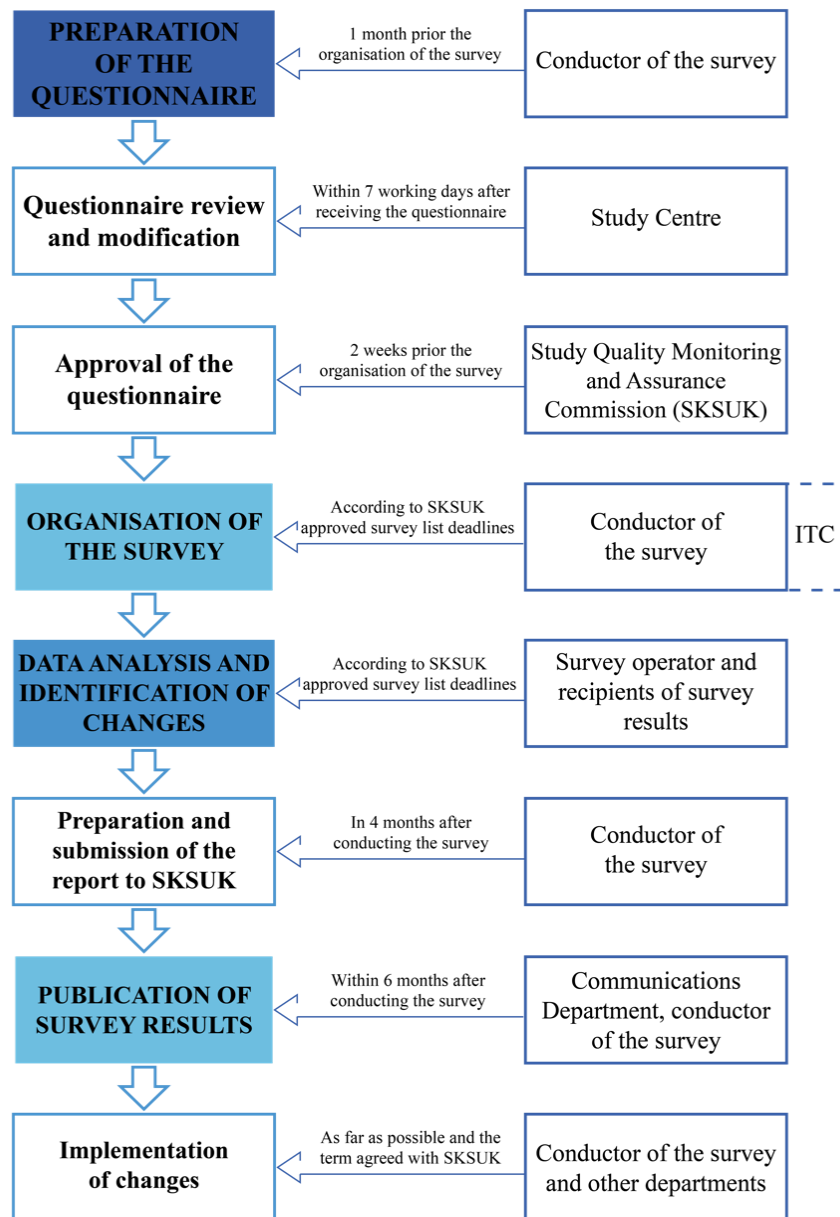 PREPARATION
OF THE
QUESTIONNAIRE
1 month prior the
organisation of the survey
Conductor of the survey
Questionnaire review
and modification
Within 7 working days after
receiving the questionnaire
Study Centre
Approval of the
questionnaire
2 weeks prior the
organisation of the survey
Study Quality Monitoring
and Assurance
Commission (SKSUK)
ORGANISATION OF
THE SURVEY
According to SKSUK
approved survey list deadlines
Conductor of
the survey
ITC
DATA ANALYSIS AND
IDENTIFICATION OF
CHANGES
According to SKSUK
approved survey list deadlines
Survey operator and
recipients of survey
results
Preparation and
submission of the
report to SKSUK
In 4 months after
conducting the survey
Conductor of
the survey
PUBLICATION OF
SURVEY RESULTS
Within 6 months after
conducting the survey
Communications
Department, conductor
of the survey
Implementation
of changes
As far as possible and the
term agreed with SKSUK
Conductor of the survey
and other departments